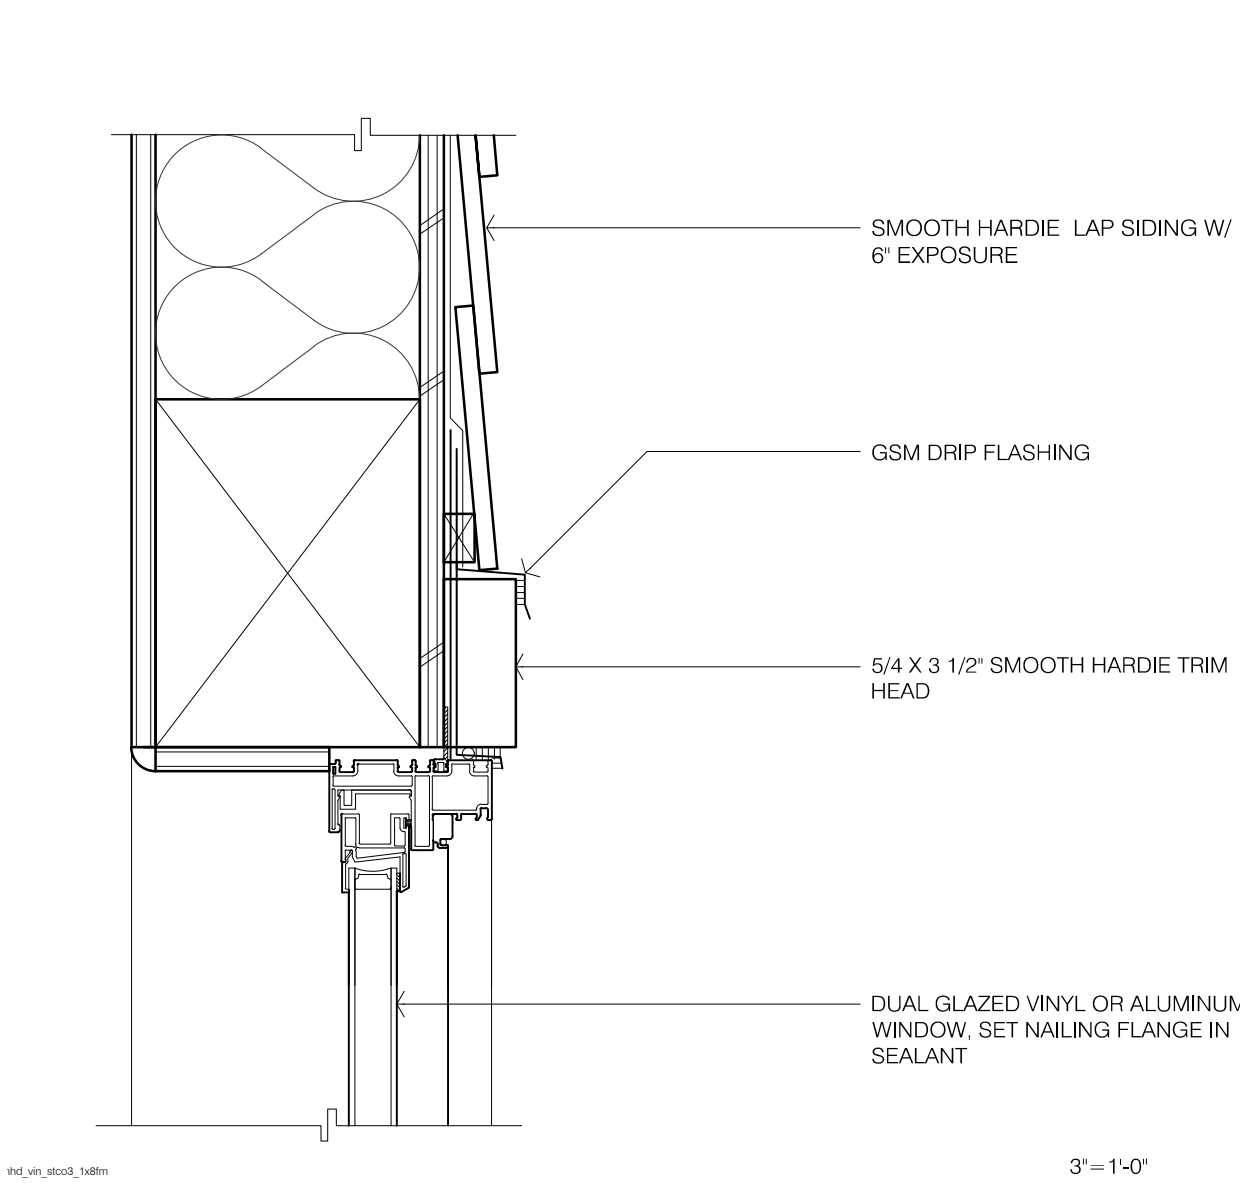 SMOOTH HARDIE LAP SIDING W/
6" EXPOSURE
GSM DRIP FLASHING
5/4 X 3 1/2" SMOOTH HARDIE TRIM
HEAD
DUAL GLAZED VINYL OR ALUMINUM
WINDOW, SET NAILING FLANGE IN
SEALANT
3"=1'-0"